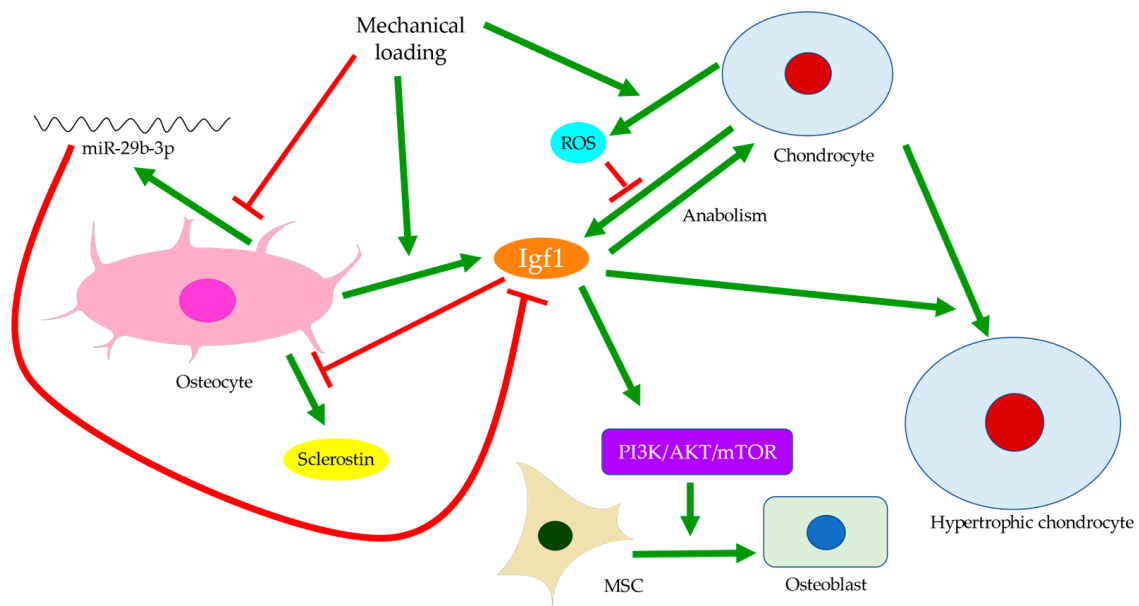 Mechanical
loading
miR-29b-3p
ROS
Chondrocyte
Anabolism
Igf1
Osteocyte
Sclerostin
PI3K/AKT/mTOR
Hypertrophic chondrocyte
MSC
Osteoblast